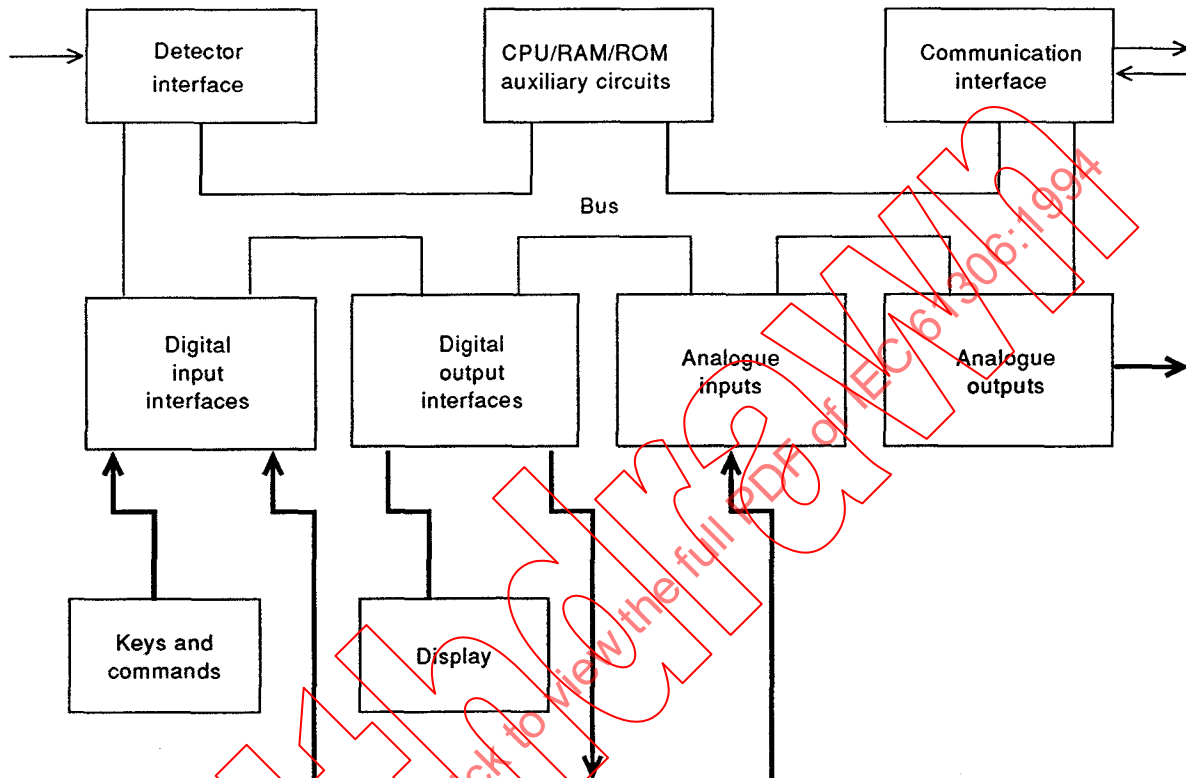 Detector
interface
CPU/RAM/ROM
auxiliary circuits
Communication
interface
Bus
Digital
input
interfaces
Digital
output
interfaces
Analogue
inputs
Analogue
outputs
Keys and
commands
Display
to view the full PDF of IEC 61306:1994